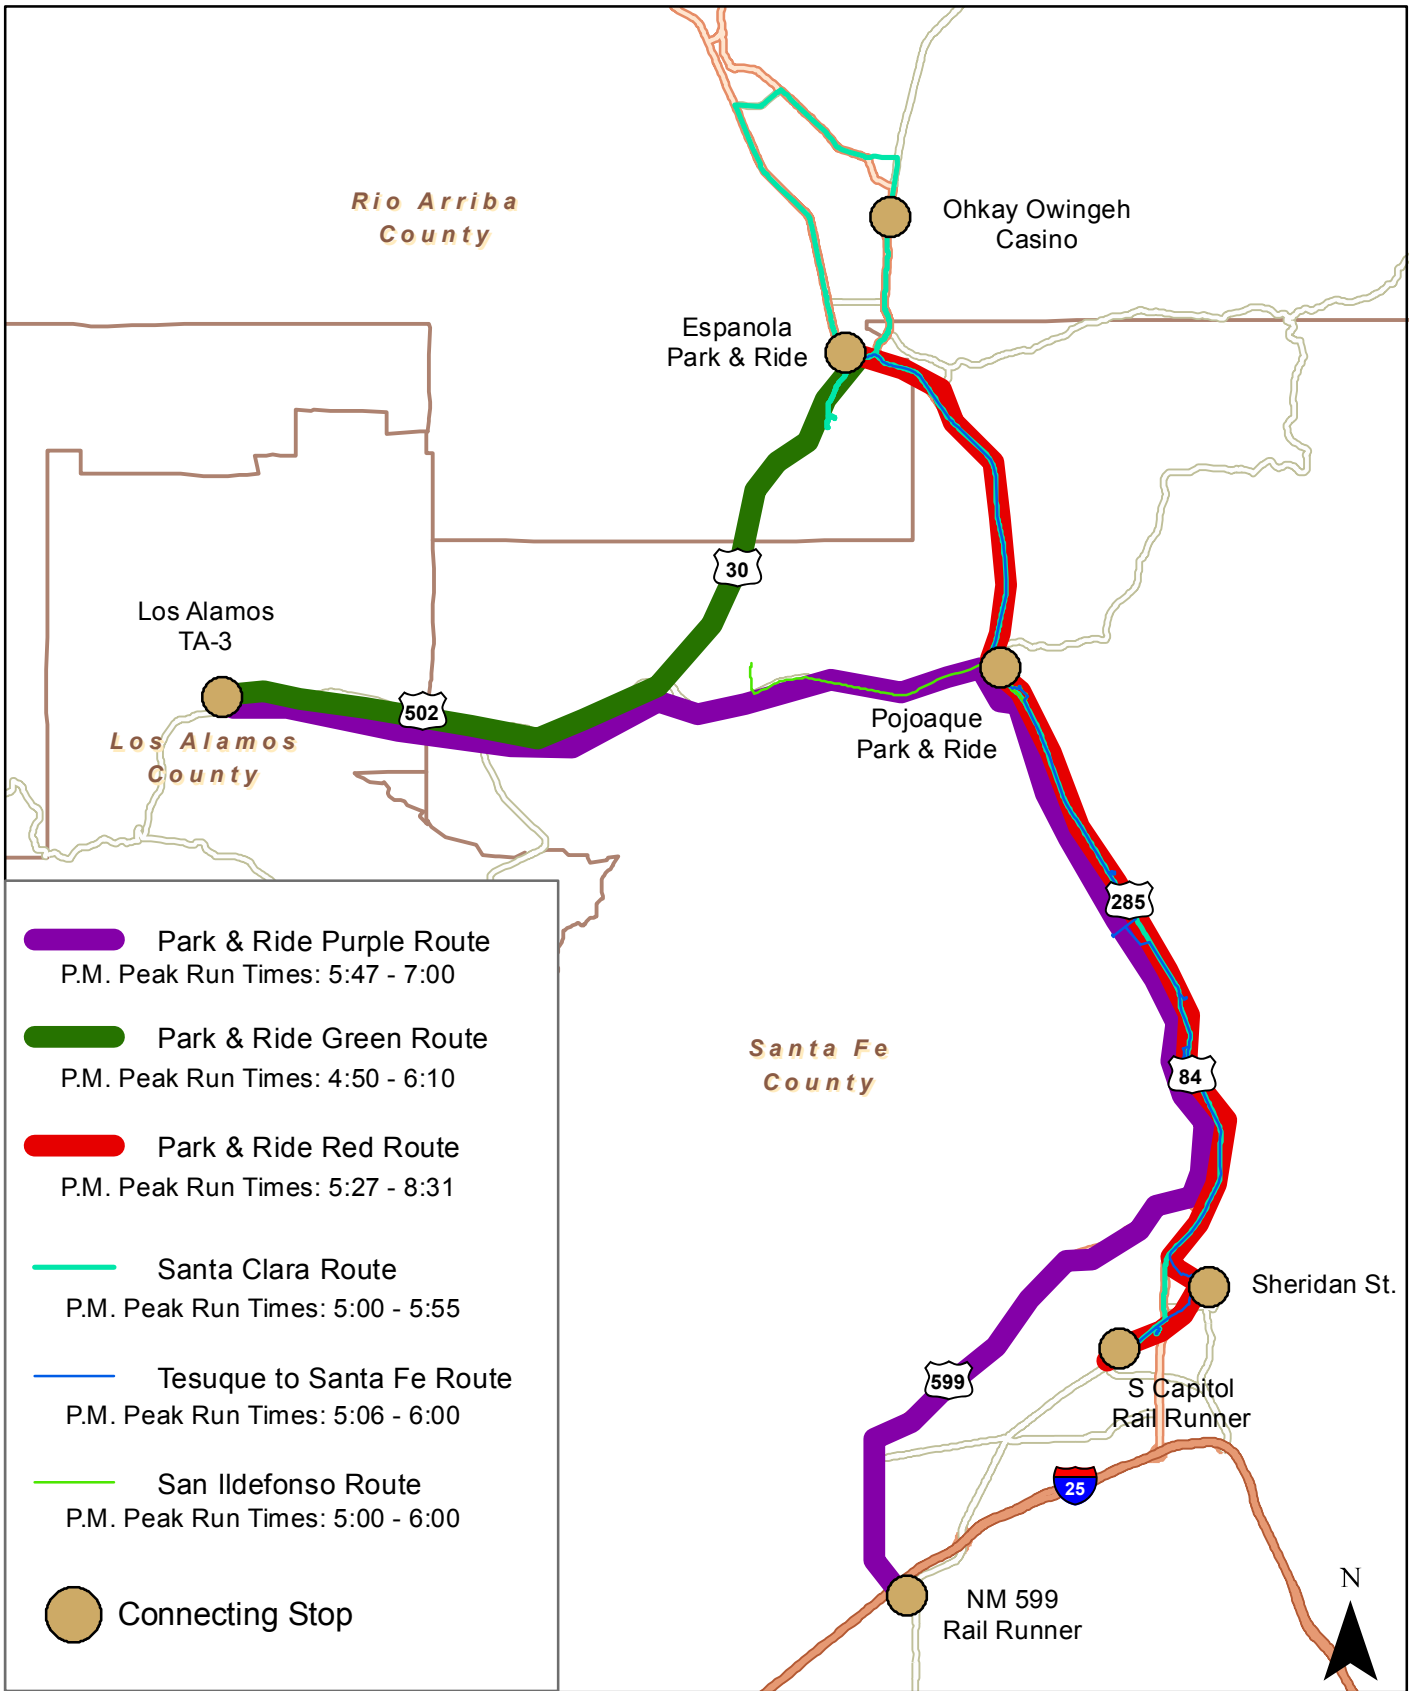 Rio Arriba
County
Ohkay Owingeh
Casino
Espanola
Park & Ride
30
Los Alamos
TA-3
502
Los Alamos
County
Pojoaque
Park & Ride
285
Santa Fe
County
84
Sheridan St.
S Capitol
Rail Runner
599
25
NM 599
Rail Runner
N
Park & Ride Purple Route
P.M. Peak Run Times: 5:47 - 7:00
Park & Ride Green Route
P.M. Peak Run Times: 4:50 - 6:10
Park & Ride Red Route
P.M. Peak Run Times: 5:27 - 8:31
Santa Clara Route
P.M. Peak Run Times: 5:00 - 5:55
Tesuque to Santa Fe Route
P.M. Peak Run Times: 5:06 - 6:00
San Ildefonso Route
P.M. Peak Run Times: 5:00 - 6:00
Connecting Stop